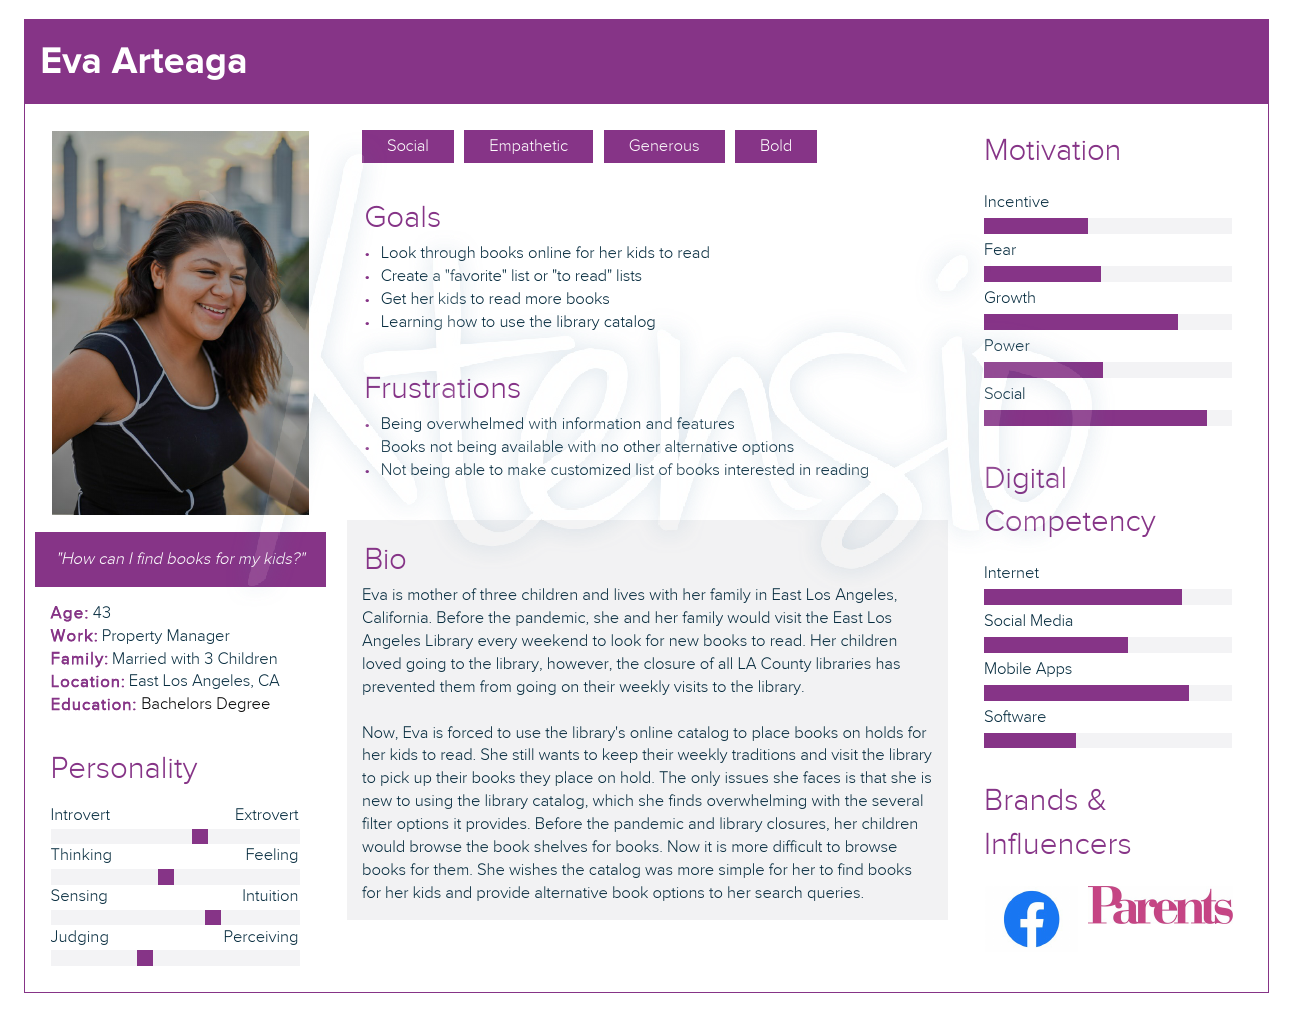 Eva Arteaga
Social
Empathetic
Generous
Bold
Goals
• Look through books online for her kids to read
• Create a "favorite" list or "to read" lists
• Get her kids to read more books
• Learning how to use the library catalog
Frustrations
• Being overwhelmed with information and features
• Books not being available with no other alternative options
• Not being able to make customized list of books interested in reading
Bio
Eva is mother of three children and lives with her family in East Los Angeles,
California. Before the pandemic, she and her family would visit the East Los
Angeles Library every weekend to look for new books to read. Her children
loved going to the library, however, the closure of all LA County libraries has
prevented them from going on their weekly visits to the library.
Now, Eva is forced to use the library's online catalog to place books on holds for
her kids to read. She still wants to keep their weekly traditions and visit the library
to pick up their books they place on hold. The only issues she faces is that she is
new to using the library catalog, which she finds overwhelming with the several
filter options it provides. Before the pandemic and library closures, her children
would browse the book shelves for books. Now it is more difficult to browse
books for them. She wishes the catalog was more simple for her to find books
for her kids and provide alternative book options to her search queries.
"How can I find books for my kids?"
Age: 43
Work: Property Manager
Family: Married with 3 Children
Location: East Los Angeles, CA
Education: Bachelors Degree
Personality
Introvert Extrovert
Thinking Feeling
Sensing Intuition
Judging Perceiving
Motivation
Incentive
Fear
Growth
Power
Social
Digital
Competency
Internet
Social Media
Mobile Apps
Software
Brands &
Influencers
Parents
Xtensio